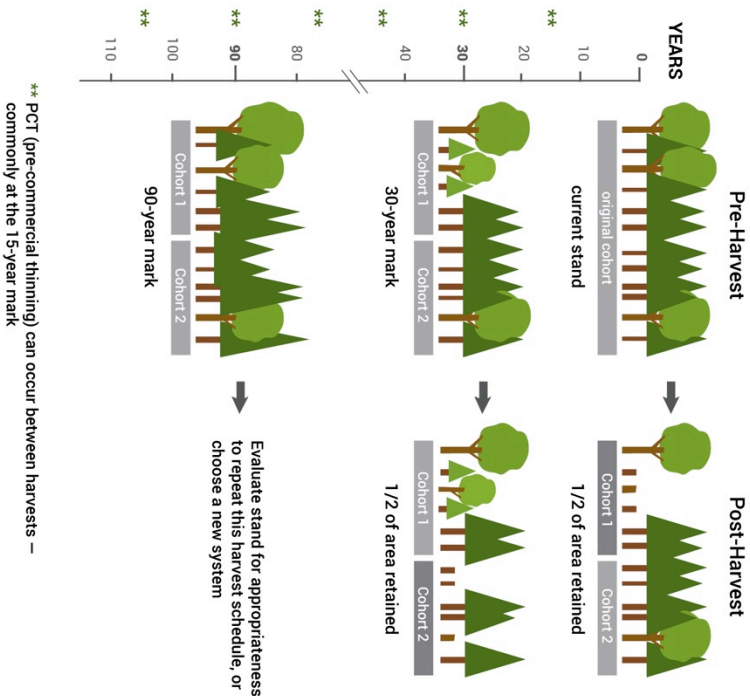 YEARS
Pre-Harvest
Post-Harvest
0
10
20
30
40
80
90
100
110
**
**
**
**
**
**
original cohort
current stand
Cohort 1
Cohort 2
1/2 of area retained
Cohort 1
Cohort 2
30-year mark
Cohort 1
Cohort 2
1/2 of area retained
Cohort 1
Cohort 2
90-year mark
Evaluate stand for appropriateness
to repeat this harvest schedule, or
choose a new system
** PCT (pre-commercial thinning) can occur between harvests –
commonly at the 15-year mark